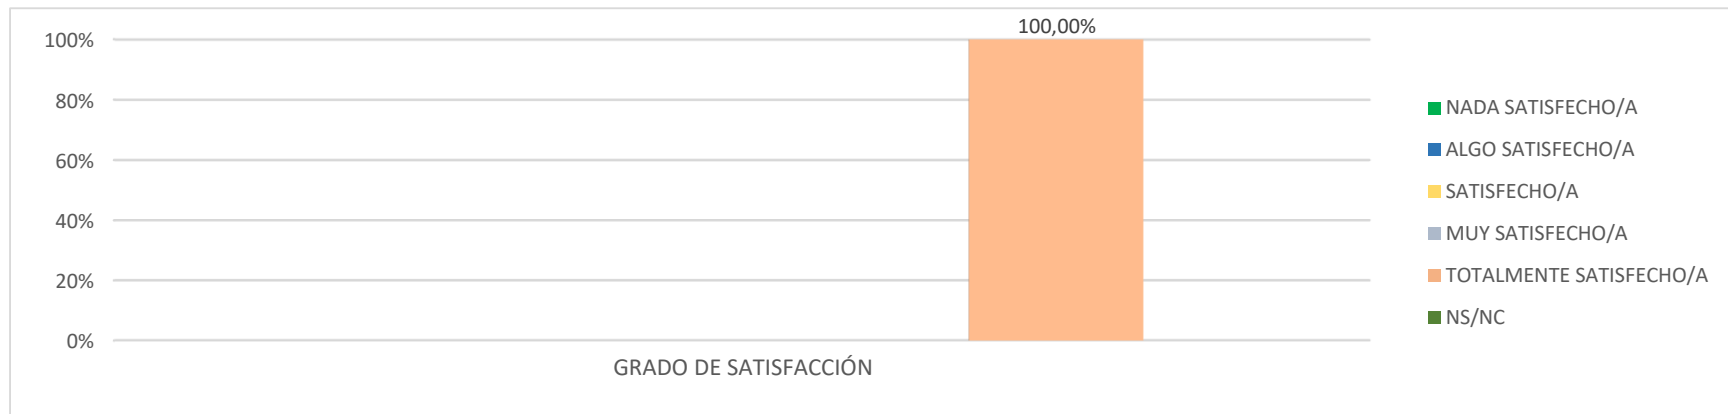 100,00%
100%
80%
60%
40%
20%
0%
GRADO DE SATISFACCIÓN
NADA SATISFECHO/A
ALGO SATISFECHO/A
SATISFECHO/A
MUY SATISFECHO/A
TOTALMENTE SATISFECHO/A
NS/NC